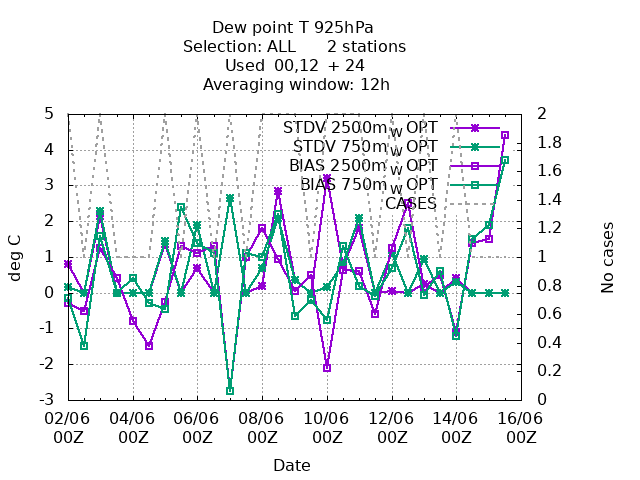 Dew point T 925hPa
Selection: ALL 2 stations
Used 00,12 + 24
Averaging window: 12h
STDV 2500m_W OPT
STDV 750m_W OPT
BIAS 2500m_W OPT
BIAS 750m_W OPT
CASES
5
4
3
2
1
0
-1
-2
-3
deg C
2
1.8
1.6
1.4
1.2
1
0.8
0.6
0.4
0.2
0
No cases
02/06 04/06 06/06 08/06 10/06 12/06 14/06 16/06
00Z 00Z 00Z 00Z 00Z 00Z 00Z 00Z
Date